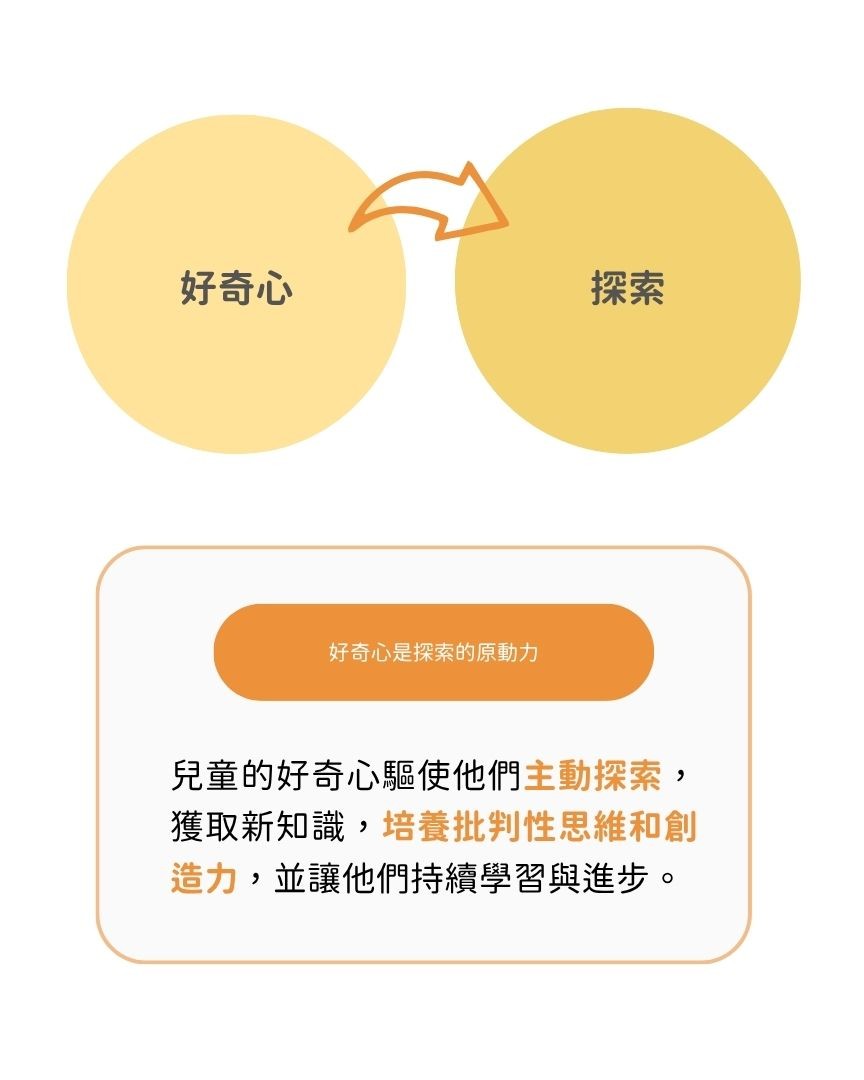 好奇心
探索
好奇心是探索的原動力
兒童的好奇心驅使他們主動探索，
獲取新知識，培養批判性思維和創
造力，並讓他們持續學習與進步。